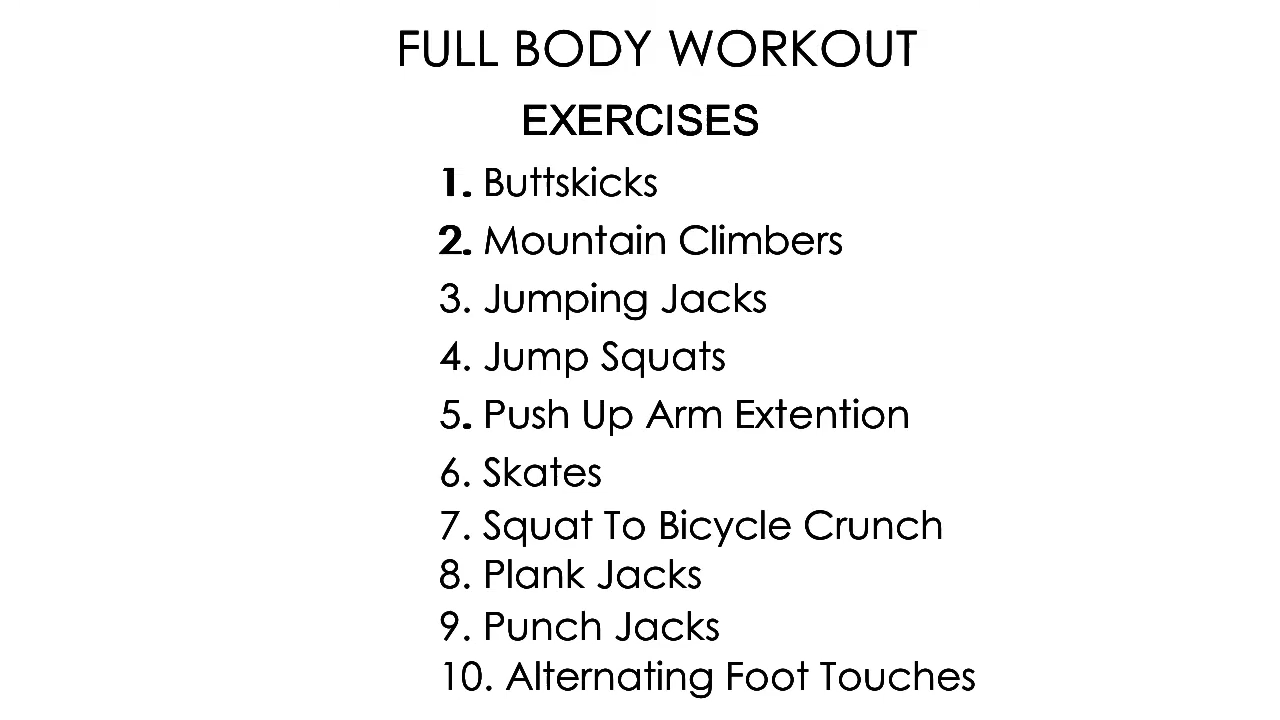 FULL BODY WORKOUT
EXERCISES
1. Buttskicks
2. Mountain Climbers
3. Jumping Jacks
4. Jump Squats
5. Push Up Arm Extention
6. Skates
7. Squat To Bicycle Crunch
8. Plank Jacks
9. Punch Jacks
10. Alternating Foot Touches